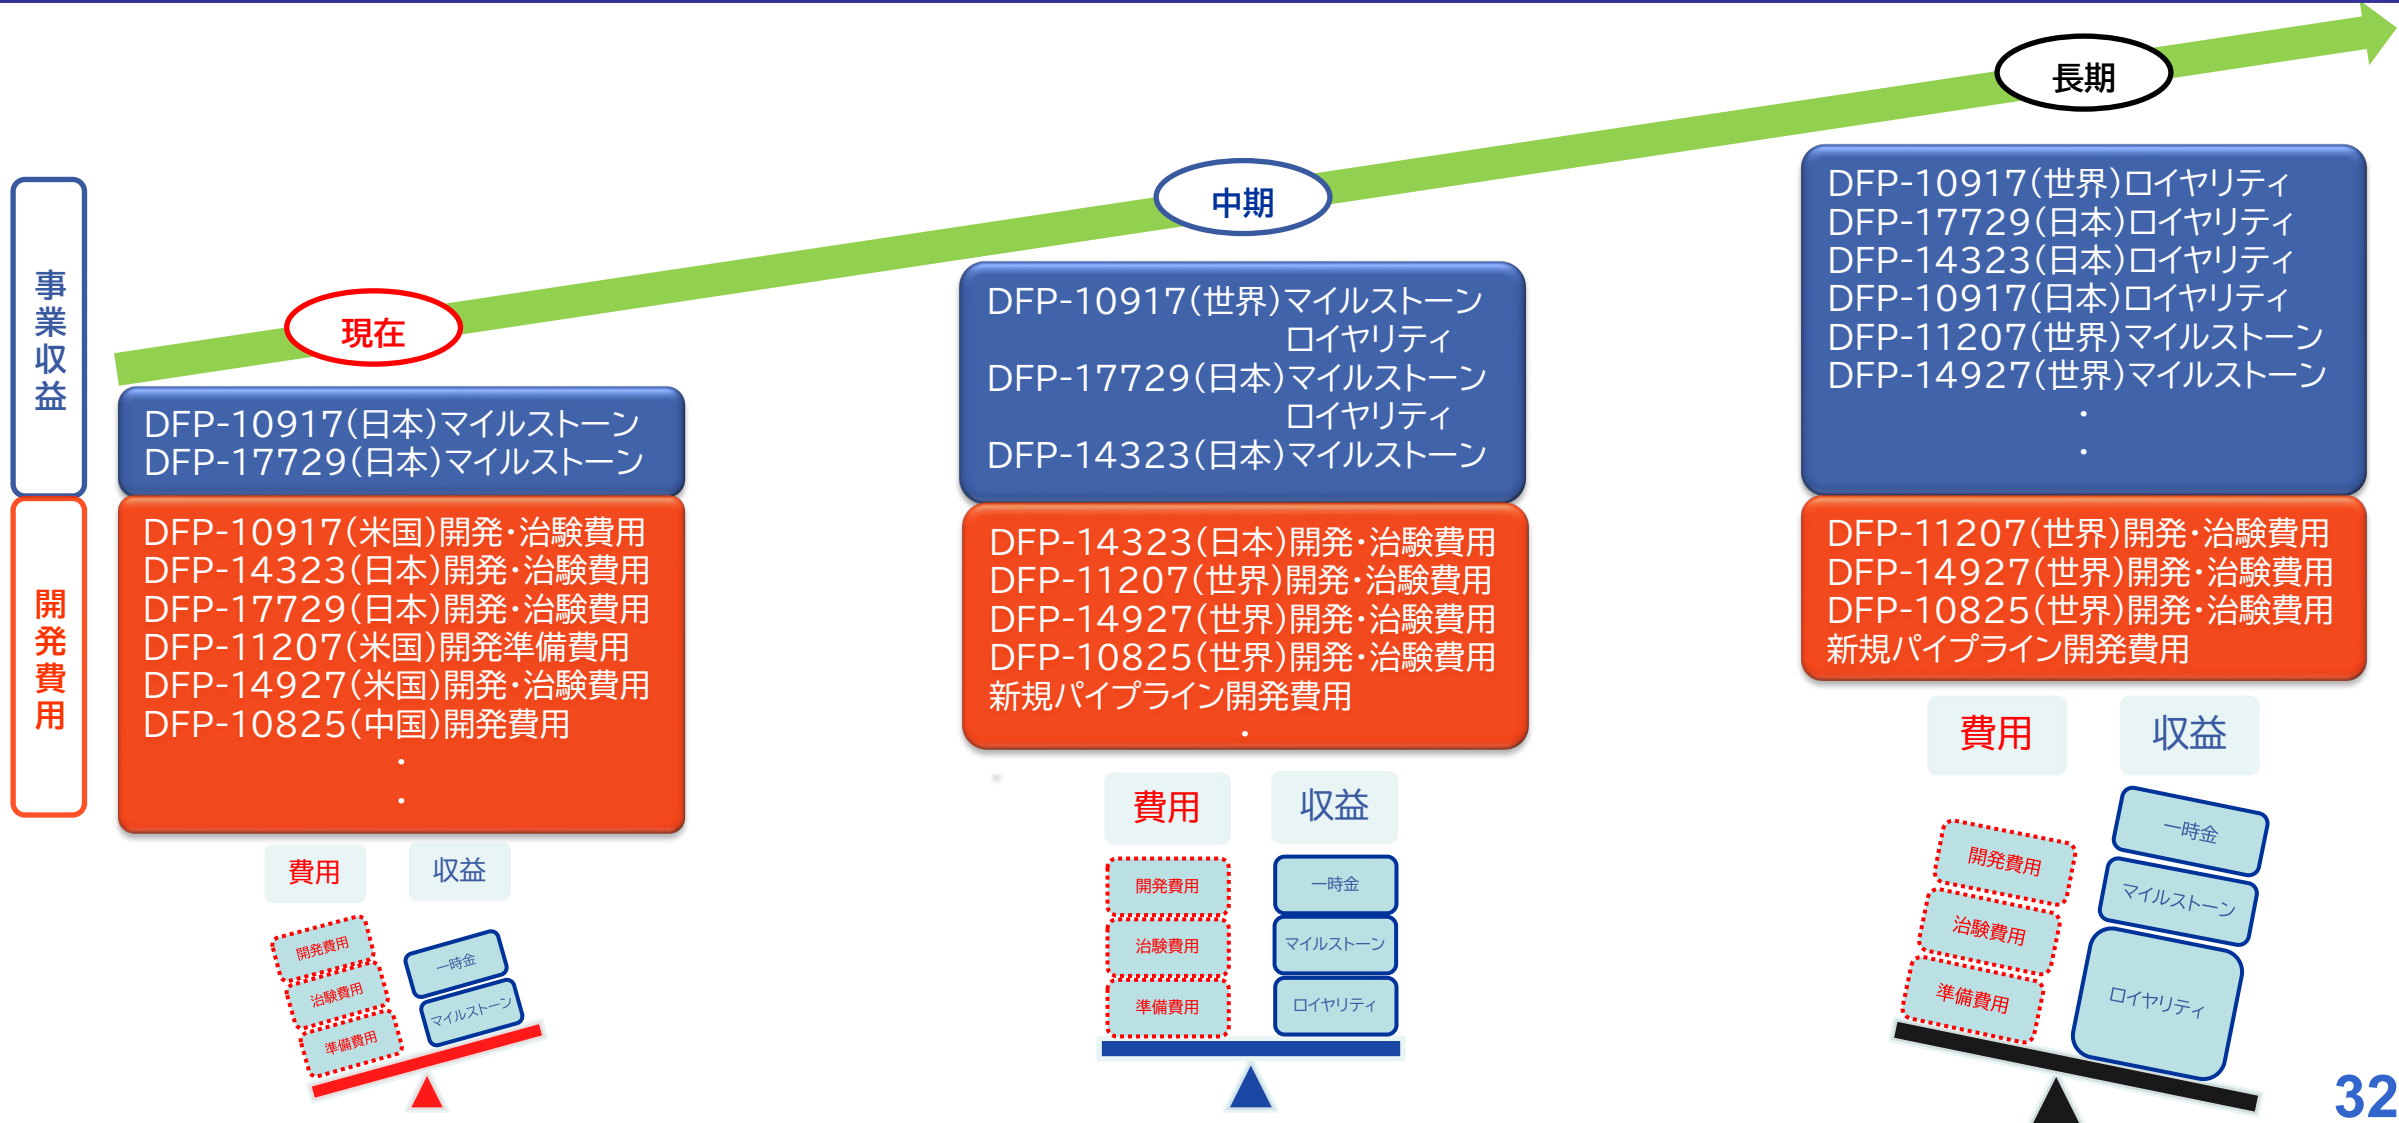 長期
中期
現在
事業収益
開発費用
DFP-10917(日本)マイルストーン
DFP-17729(日本)マイルストーン
DFP-10917(米国)開発・治験費用
DFP-14323(日本)開発・治験費用
DFP-17729(日本)開発・治験費用
DFP-11207(米国)開発準備費用
DFP-14927(米国)開発・治験費用
DFP-10825(中国)開発費用
・
・
費用
収益
開発費用
治験費用
準備費用
一時金
マイルストーン
DFP-10917(世界)マイルストーン
ロイヤリティ
DFP-17729(日本)マイルストーン
ロイヤリティ
DFP-14323(日本)マイルストーン
DFP-14323(日本)開発・治験費用
DFP-11207(世界)開発・治験費用
DFP-14927(世界)開発・治験費用
DFP-10825(世界)開発・治験費用
新規パイプライン開発費用
・
費用
収益
開発費用
治験費用
準備費用
一時金
マイルストーン
ロイヤリティ
DFP-10917(世界)ロイヤリティ
DFP-17729(日本)ロイヤリティ
DFP-14323(日本)ロイヤリティ
DFP-10917(日本)ロイヤリティ
DFP-11207(世界)マイルストーン
DFP-14927(世界)マイルストーン
・
・
DFP-11207(世界)開発・治験費用
DFP-14927(世界)開発・治験費用
DFP-10825(世界)開発・治験費用
新規パイプライン開発費用
費用
収益
開発費用
治験費用
準備費用
一時金
マイルストーン
ロイヤリティ
32